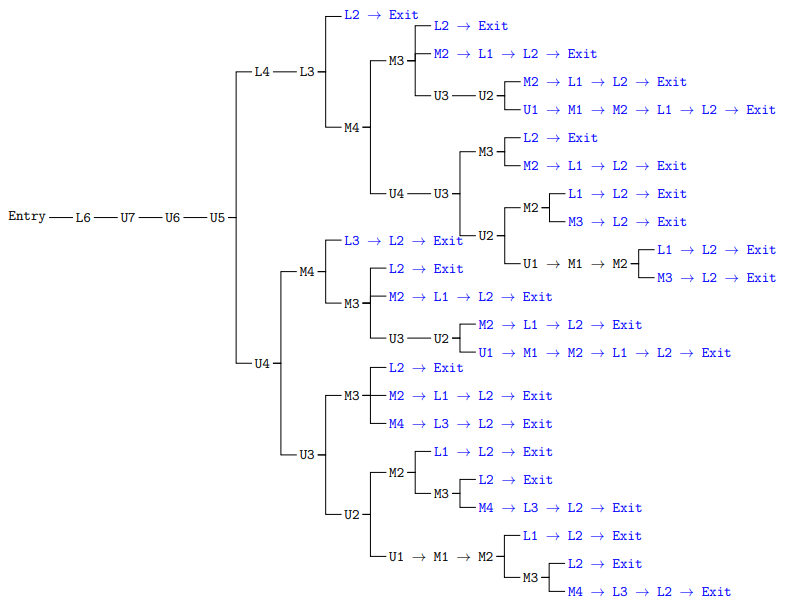 L2 → Exit
L2 → Exit
M2 → L1 → L2 → Exit
M3
L4 L3
M2 → L1 → L2 → Exit
U3 U2
U1 → M1 → M2 → L1 → L2 → Exit
M4
L2 → Exit
M3
M2 → L1 → L2 → Exit
U4 U3
L1 → L2 → Exit
M2
Entry L6 U7 U6 U5
M3 → L2 → Exit
U2
L3 → L2 → Exit
L1 → L2 → Exit
U1 → M1 → M2
M4
L2 → Exit
M3 → L2 → Exit
M2 → L1 → L2 → Exit
M3
M2 → L1 → L2 → Exit
U3 U2
U1 → M1 → M2 → L1 → L2 → Exit
U4
L2 → Exit
M3
M2 → L1 → L2 → Exit
M4 → L3 → L2 → Exit
U3
L1 → L2 → Exit
M2
L2 → Exit
M3
M4 → L3 → L2 → Exit
U2
L1 → L2 → Exit
U1 → M1 → M2
L2 → Exit
M3
M4 → L3 → L2 → Exit